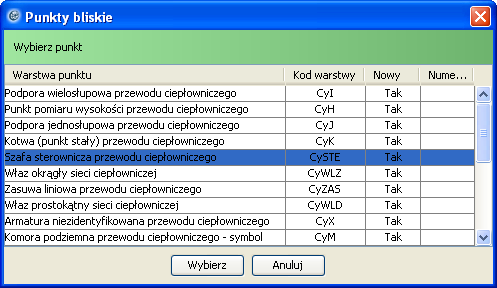 Punkty bliskie
Wybierz punkt
Warstwa punktu Kod warstwy Nowy Nume...
Podpora wielosłupowa przewodu ciepłowniczego CyI Tak
Punkt pomiaru wysokości przewodu ciepłowniczego CyH Tak
Podpora jednosłupowa przewodu ciepłowniczego CyJ Tak
Kotwa (punkt stały) przewodu ciepłowniczego CyK Tak
Szafa sterownicza przewodu ciepłowniczego CySTE Tak
Właz okrągły sieci ciepłowniczej CyWLZ Tak
Zasuwa liniowa przewodu ciepłowniczego CyZAS Tak
Właz prostokątny sieci ciepłowniczej CyWLD Tak
Armatura niezidentyfikowana przewodu ciepłowniczego CyX Tak
Komora podziemna przewodu ciepłowniczego - symbol CyM Tak
Wybierz Anuluj